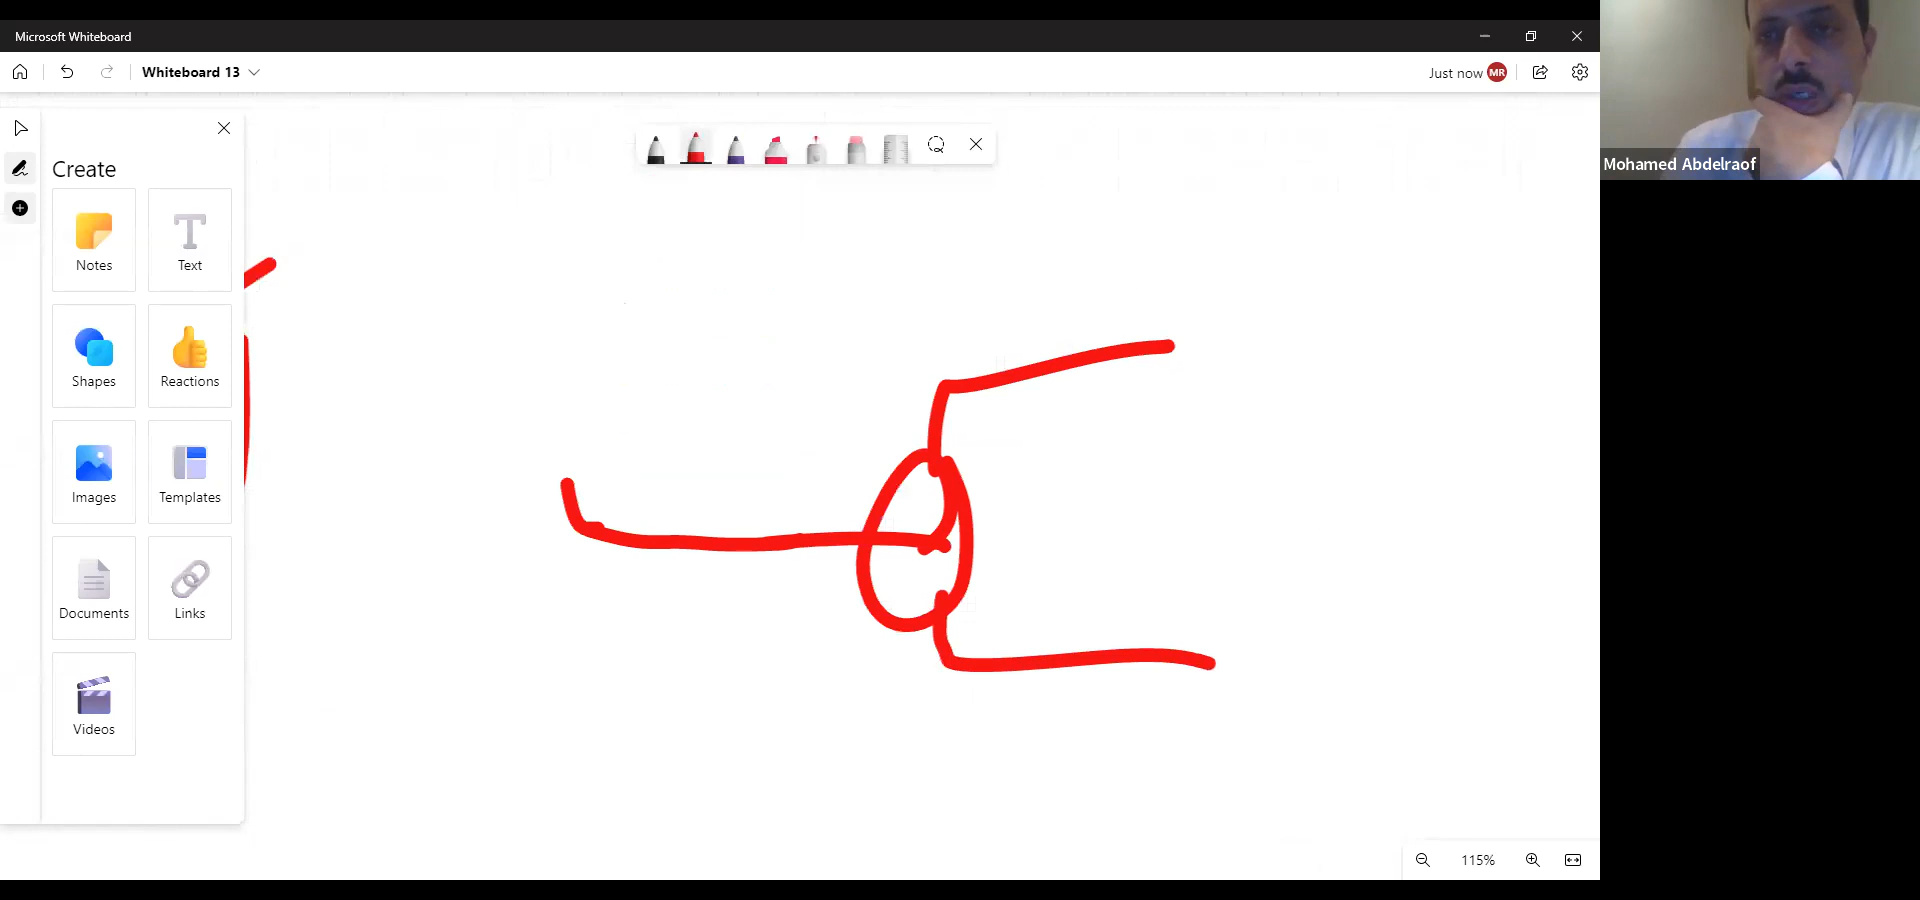 Microsoft Whiteboard
Whiteboard 13
Just now MR
Mohamed Abdelraof
Create
Notes
Text
Shapes
Reactions
Images
Templates
Documents
Links
Videos
115%